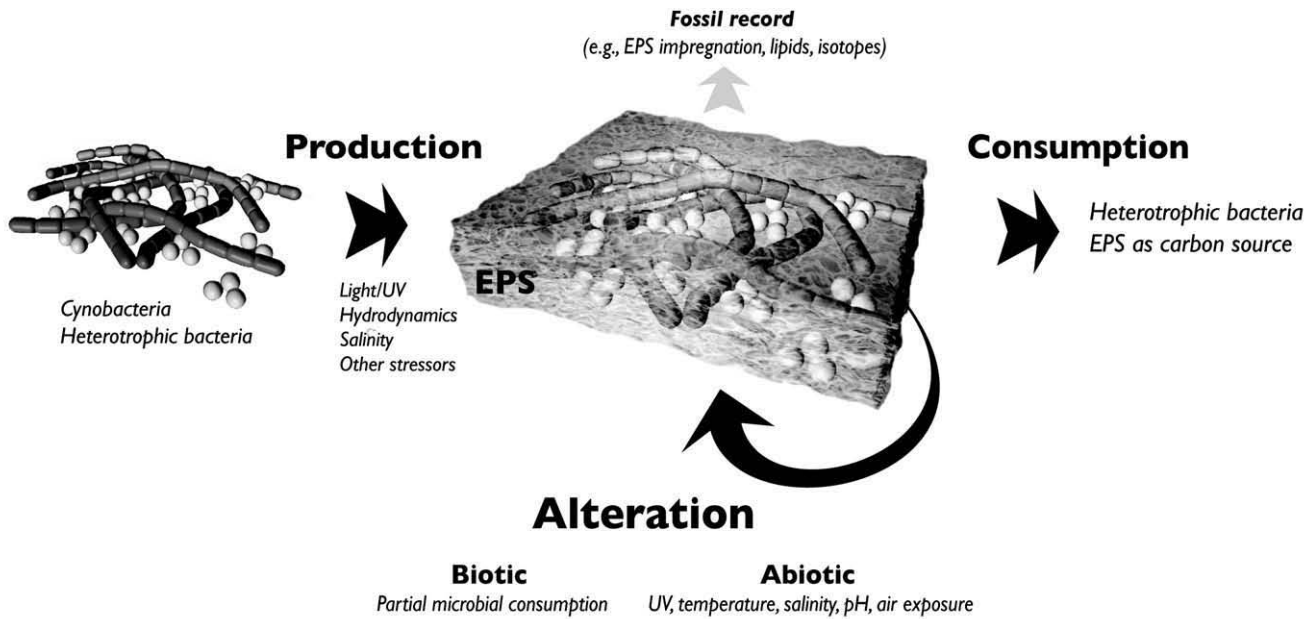 Fossil record
(e.g., EPS impregnation, lipids, isotopes)
Production
Consumption
Cynobacteria
Heterotrophic bacteria
Light/UV
Hydrodynamics
Salinity
Other stressors
EPS
Heterotrophic bacteria
EPS as carbon source
Alteration
Biotic
Partial microbial consumption
Abiotic
UV, temperature, salinity, pH, air exposure